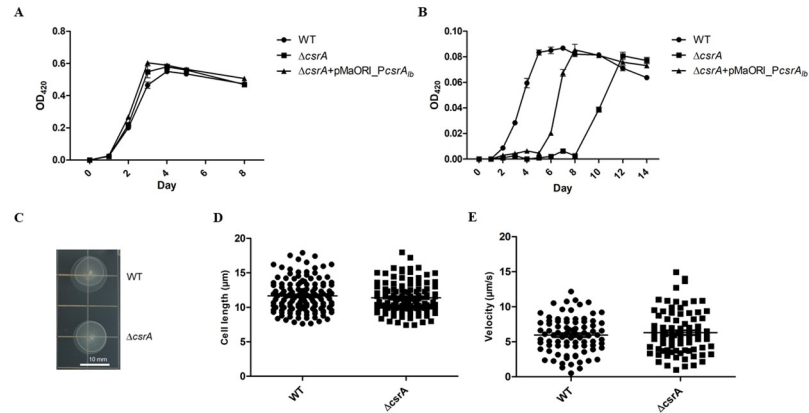 A
0.8
0.6
0.4
0.2
0.0
OD420
0
2
4
6
8
Day
WT
ΔcsrA
ΔcsrA+pMaORI_PcsrAlb
B
0.10
0.08
0.06
0.04
0.02
0.00
OD420
0
2
4
6
8
10
12
14
Day
WT
ΔcsrA
ΔcsrA+pMaORI_PcsrAlb
C
WT
ΔcsrA
10 mm
D
20
15
10
5
0
Cell length (µm)
WT
ΔcsrA
E
20
15
10
5
0
Velocity (µm/s)
WT
ΔcsrA